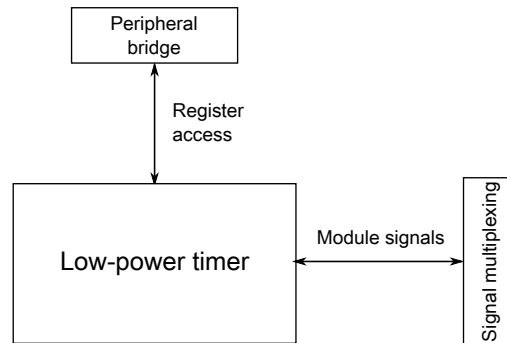 Peripheral
bridge
Register
access
Low-power timer
Module signals
Signal multiplexing